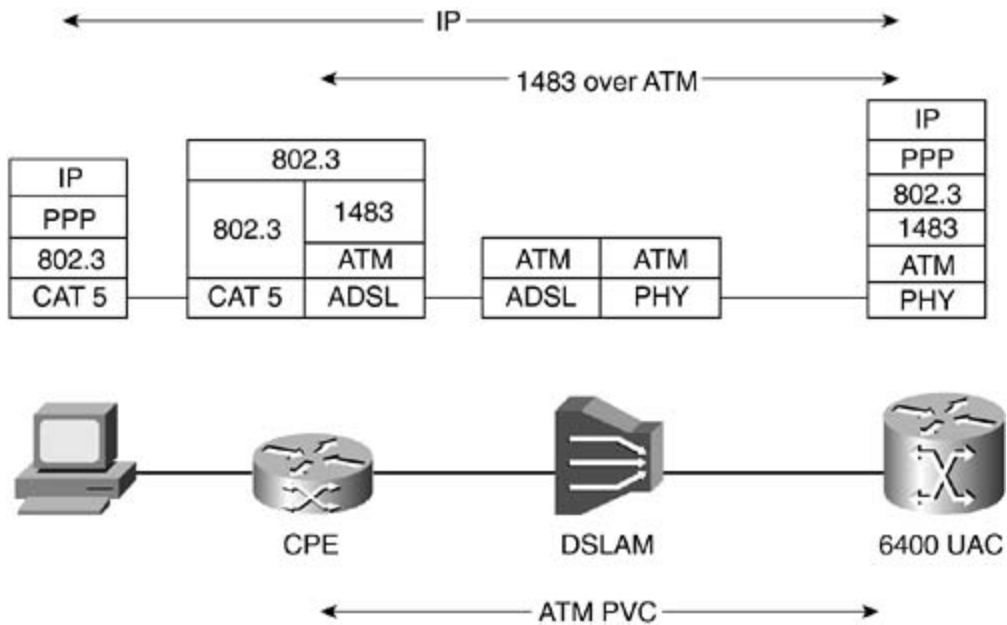 IP
1483 over ATM
IP
PPP
802.3
CAT 5
802.3
802.3
1483
ATM
CAT 5
ADSL
ATM
ATM
ADSL
PHY
IP
PPP
802.3
1483
ATM
PHY
CPE
DSLAM
6400 UAC
ATM PVC